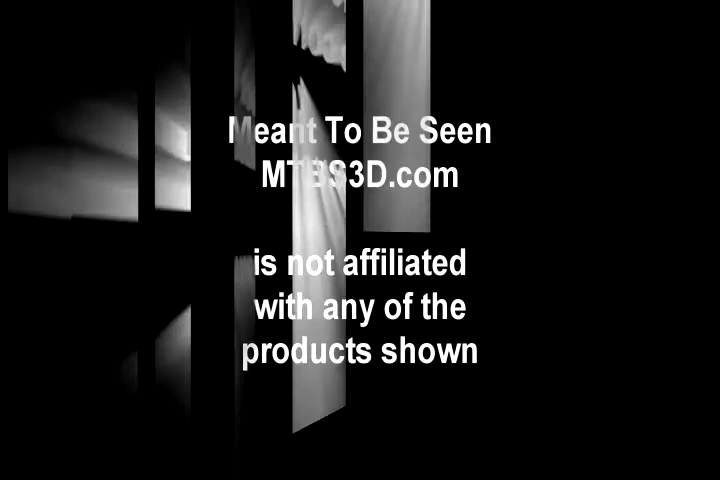 Meant To Be Seen
MTBS3D.com
is not affiliated
with any of the
products shown